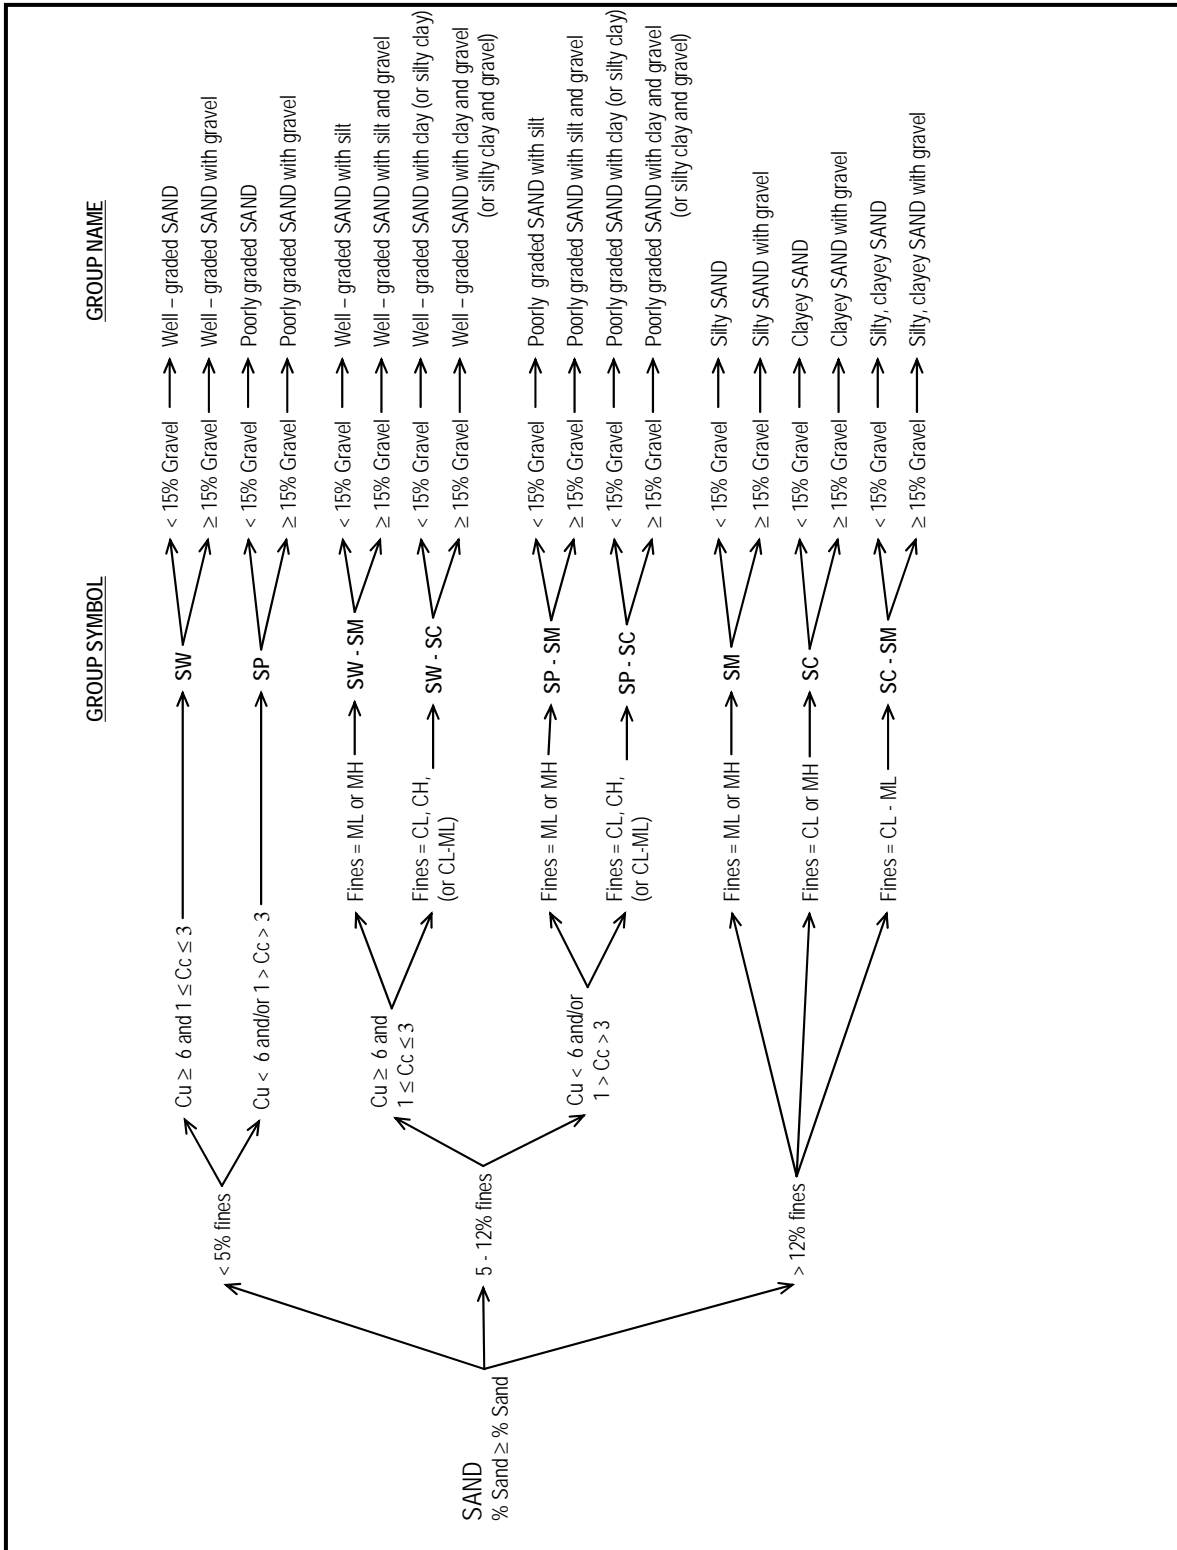 GROUP SYMBOL
GROUP NAME
SAND
% Sand ≥ % Sand
< 5% fines
Cu ≥ 6 and 1 ≤ Cc ≤ 3
SW
< 15% Gravel
Well – graded SAND
≥ 15% Gravel
Well – graded SAND with gravel
Cu < 6 and/or 1 > Cc > 3
SP
< 15% Gravel
Poorly graded SAND
≥ 15% Gravel
Poorly graded SAND with gravel
5 - 12% fines
Cu ≥ 6 and
1 ≤ Cc ≤ 3
Fines = ML or MH
SW - SM
< 15% Gravel
Well – graded SAND with silt
≥ 15% Gravel
Well – graded SAND with silt and gravel
Fines = CL, CH,
(or CL-ML)
SW - SC
< 15% Gravel
Well – graded SAND with clay (or silty clay)
≥ 15% Gravel
Well – graded SAND with clay and gravel
(or silty clay and gravel)
Cu < 6 and/or
1 > Cc > 3
Fines = ML or MH
SP - SM
< 15% Gravel
Poorly graded SAND with silt
≥ 15% Gravel
Poorly graded SAND with silt and gravel
Fines = CL, CH,
(or CL-ML)
SP - SC
< 15% Gravel
Poorly graded SAND with clay (or silty clay)
≥ 15% Gravel
Poorly graded SAND with clay and gravel
(or silty clay and gravel)
> 12% fines
Fines = ML or MH
SM
< 15% Gravel
Silty SAND
≥ 15% Gravel
Silty SAND with gravel
Fines = CL or MH
SC
< 15% Gravel
Clayey SAND
≥ 15% Gravel
Clayey SAND with gravel
Fines = CL - ML
SC - SM
< 15% Gravel
Silty, clayey SAND
≥ 15% Gravel
Silty, clayey SAND with gravel